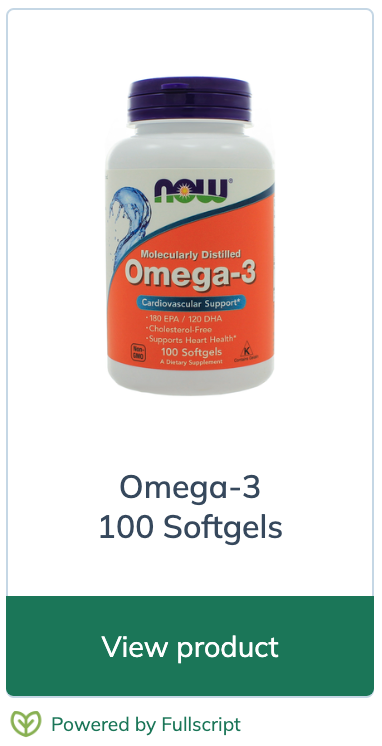 NOW®
Molecularly Distilled
Omega-3
Cardiovascular Support*
• 180 EPA / 120 DHA
• Cholesterol-Free
• Supports Heart Health*
Non-
GMO
100 Softgels
A Dietary Supplement
K
Omega-3
100 Softgels
View product
Powered by Fullscript